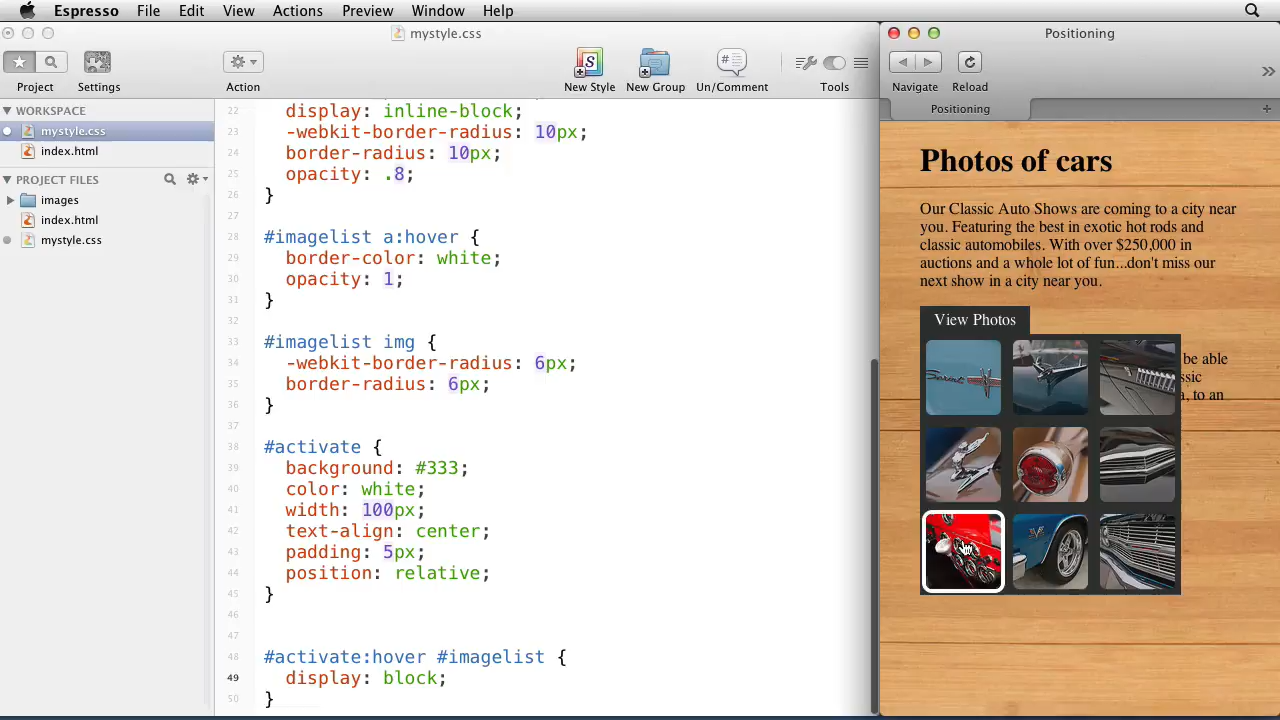 Espresso File Edit View Actions Preview Window Help
mystyle.css
Positioning
Project Settings Action New Style New Group Un/Comment Tools
Navigate Reload
Positioning
WORKSPACE
mystyle.css
index.html
PROJECT FILES
images
index.html
mystyle.css
22 display: inline-block;
23 -webkit-border-radius: 10px;
24 border-radius: 10px;
25 opacity: .8;
26 }
27
28 #imagelist a:hover {
29 border-color: white;
30 opacity: 1;
31 }
32
33 #imagelist img {
34 -webkit-border-radius: 6px;
35 border-radius: 6px;
36 }
37
38 #activate {
39 background: #333;
40 color: white;
41 width: 100px;
42 text-align: center;
43 padding: 5px;
44 position: relative;
45 }
46
47
48 #activate:hover #imagelist {
49 display: block;
50 }
Photos of cars
Our Classic Auto Shows are coming to a city near
you. Featuring the best in exotic hot rods and
classic automobiles. With over $250,000 in
auctions and a whole lot of fun...don't miss our
next show in a city near you.
View Photos
be able
ssic
a, to an